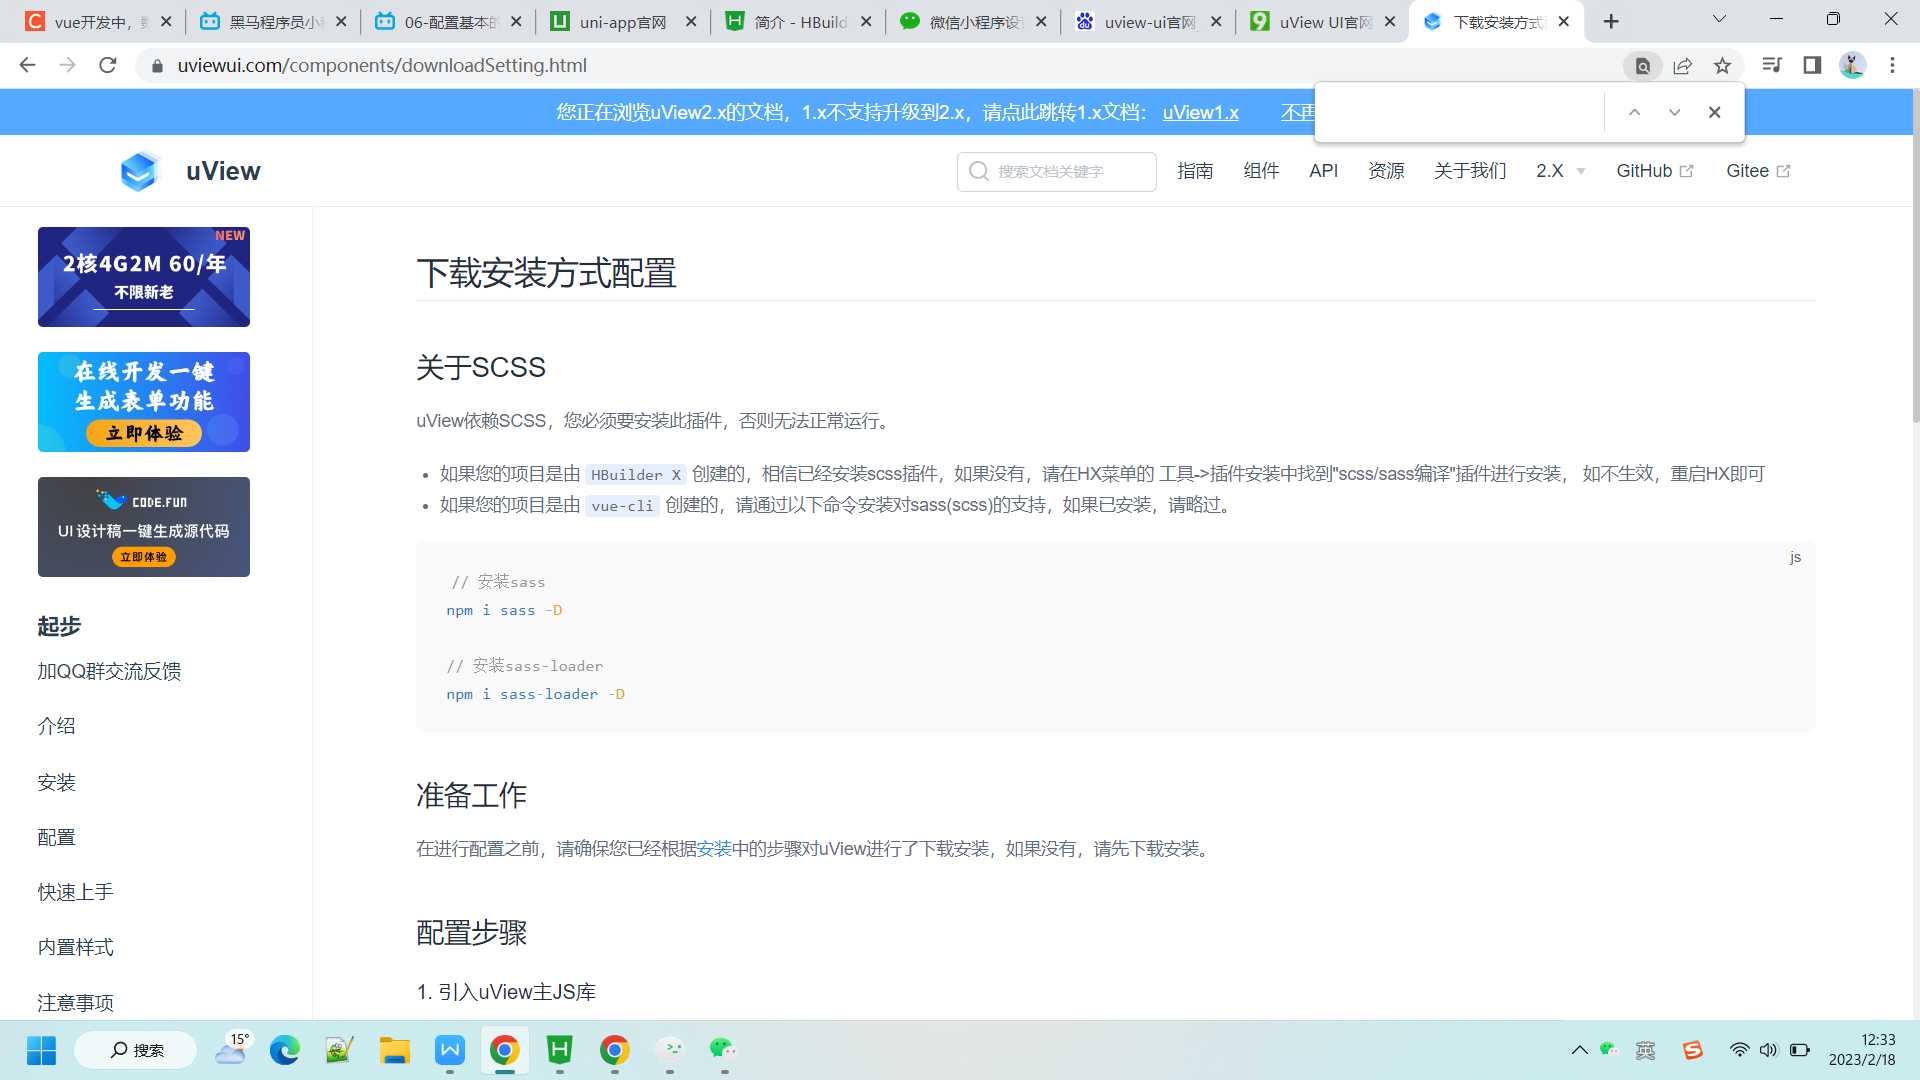 vue开发中，
黑马程序员小
06-配置基本的
uni-app官网
简介 - HBuild
微信小程序设
uview-ui官网
uView UI官网
下载安装方式
uviewui.com/components/downloadSetting.html
您正在浏览uView2.x的文档，1.x不支持升级到2.x，请点此跳转1.x文档： uView1.x 不再
uView
搜索文档关键字
指南 组件 API 资源 关于我们 2.X GitHub Gitee
NEW
2核4G2M 60/年
不限新老
在线开发一键
生成表单功能
立即体验
CODE.FUN
UI 设计稿一键生成源代码
立即体验
起步
加QQ群交流反馈
介绍
安装
配置
快速上手
内置样式
注意事项
下载安装方式配置
关于SCSS
uView依赖SCSS，您必须要安装此插件，否则无法正常运行。
• 如果您的项目是由 HBuilder X 创建的，相信已经安装scss插件，如果没有，请在HX菜单的 工具->插件安装中找到"scss/sass编译"插件进行安装， 如不生效，重启HX即可
• 如果您的项目是由 vue-cli 创建的，请通过以下命令安装对sass(scss)的支持，如果已安装，请略过。
js
// 安装sass
npm i sass -D
// 安装sass-loader
npm i sass-loader -D
准备工作
在进行配置之前，请确保您已经根据安装中的步骤对uView进行了下载安装，如果没有，请先下载安装。
配置步骤
1. 引入uView主JS库
搜索
15°
英
12:33
2023/2/18